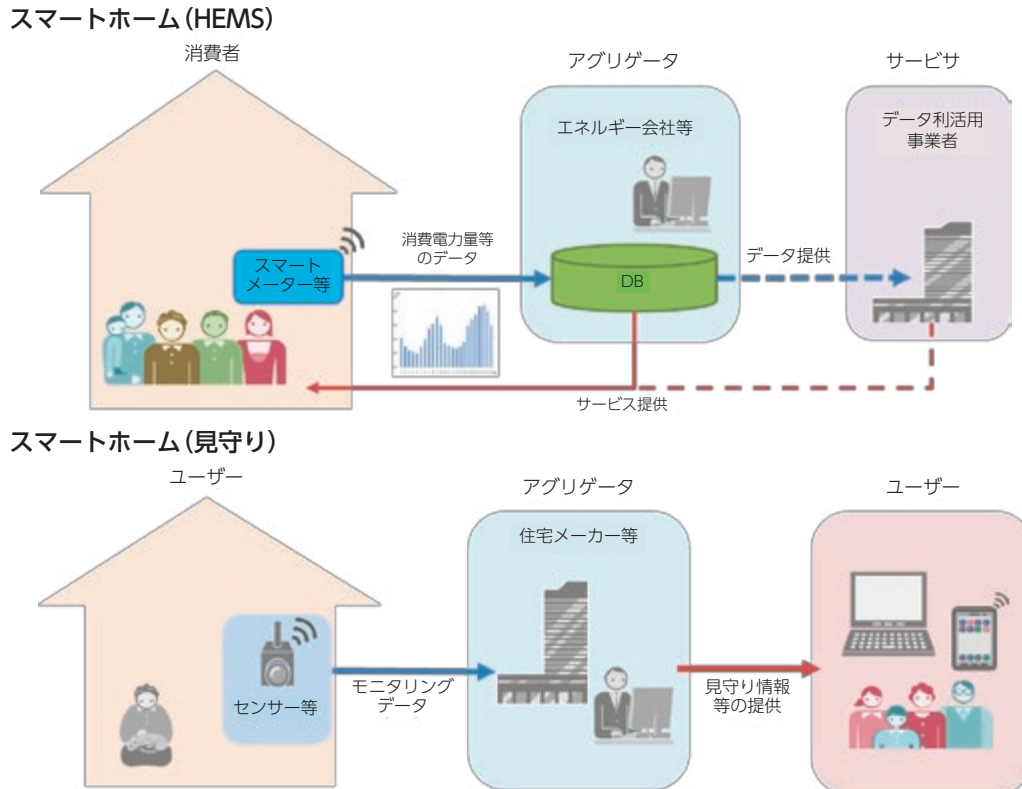 スマートホーム（HEMS）
消費者
アグリゲータ
サービサ
エネルギー会社等
データ利活用
事業者
スマート
メーター等
消費電力量等
のデータ
DB
データ提供
サービス提供
スマートホーム（見守り）
ユーザー
アグリゲータ
ユーザー
住宅メーカー等
センサー等
モニタリング
データ
見守り情報
等の提供